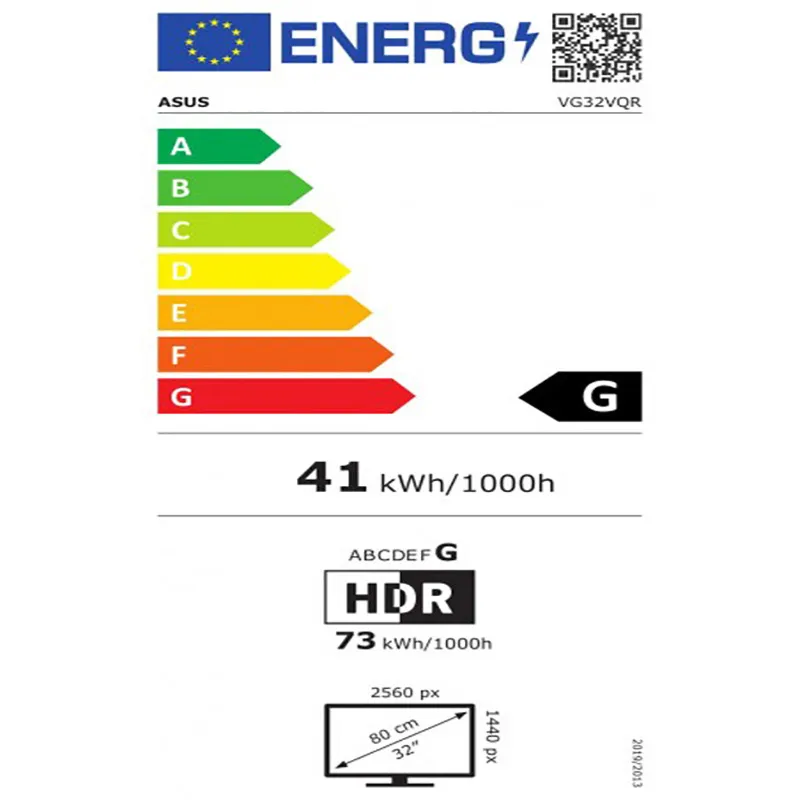 ENERG
ASUS VG32VQR
A
B
C
D
E
F
G
G
41 kWh/1000h
ABCDEFG
HDR
73 kWh/1000h
2560 px
80 cm
32"
1440 px
2019/2013